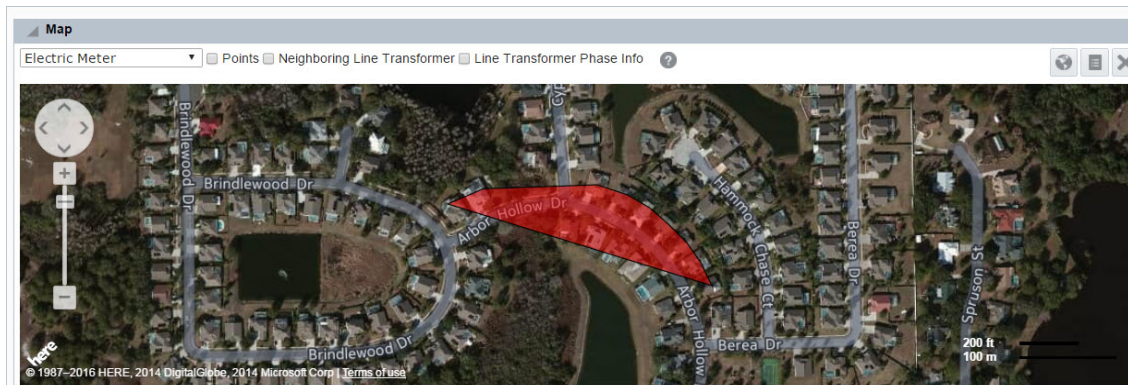 Map
Electric Meter Points Neighboring Line Transformer Line Transformer Phase Info ?
Brindlewood Dr
Cyp
Brindlewood Dr
Arbor Hollow Dr
Hammock Chase Ct
Berea Dr
Spruson St
Arbor Hollow
Berea Dr
Brindlewood Dr
200 ft
100 m
here
© 1987–2016 HERE, 2014 DigitalGlobe, 2014 Microsoft Corp | Terms of use